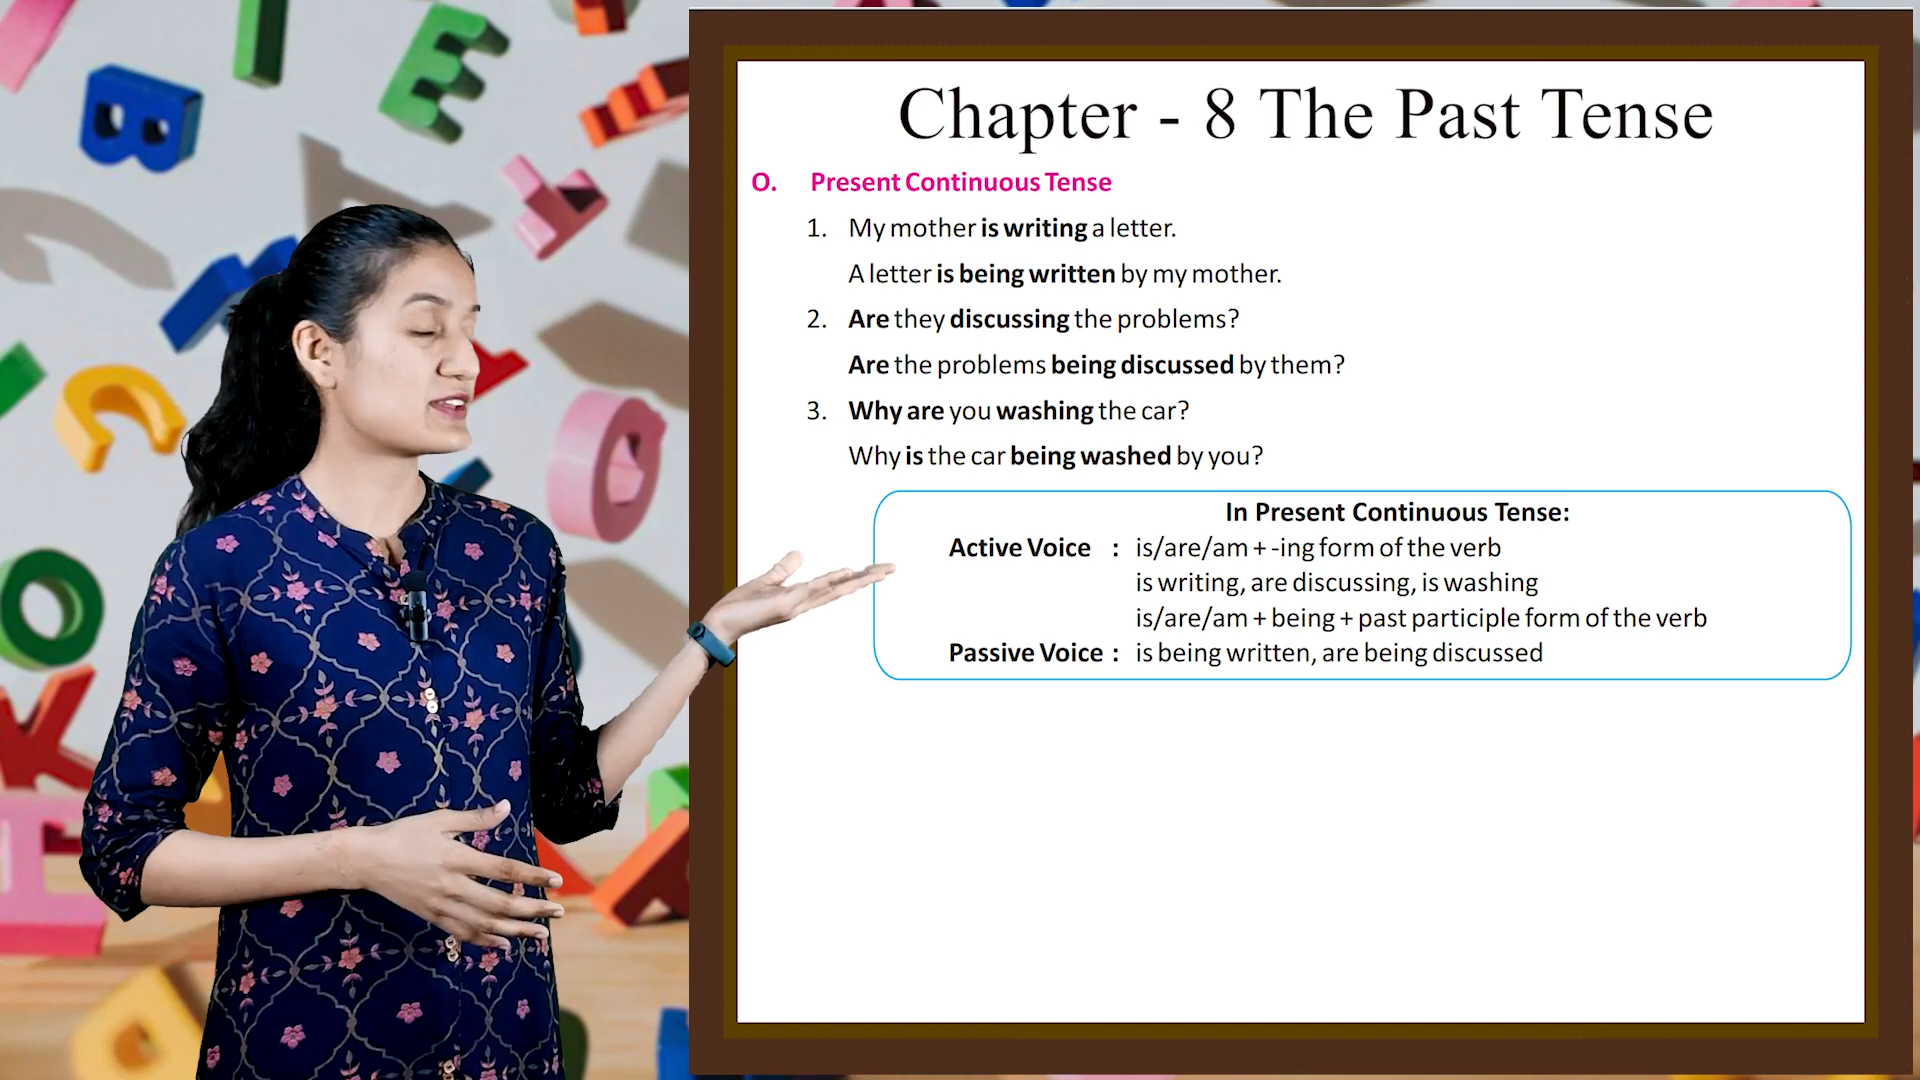 Chapter - 8 The Past Tense
O. Present Continuous Tense
1. My mother is writing a letter.
A letter is being written by my mother.
2. Are they discussing the problems?
Are the problems being discussed by them?
3. Why are you washing the car?
Why is the car being washed by you?
In Present Continuous Tense:
Active Voice : is/are/am + -ing form of the verb
is writing, are discussing, is washing
is/are/am + being + past participle form of the verb
Passive Voice : is being written, are being discussed